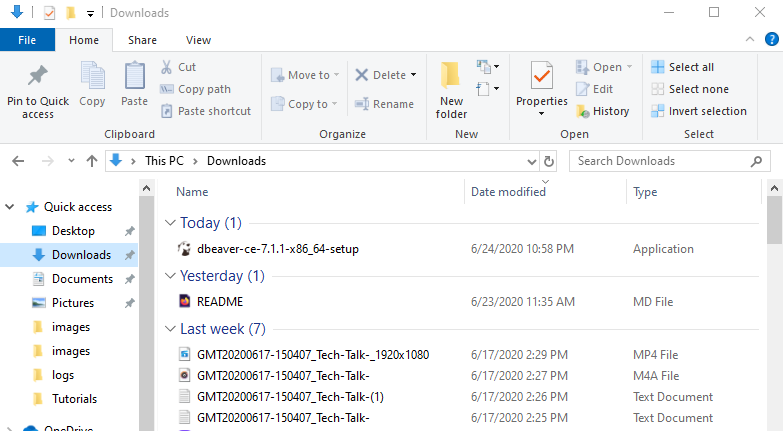 Downloads
File Home Share View
Pin to Quick access
Copy
Paste
Cut
Copy path
Paste shortcut
Clipboard
Move to
Copy to
Delete
Rename
Organize
New folder
New
Properties
Open
Edit
History
Open
Select all
Select none
Invert selection
Select
This PC > Downloads
Search Downloads
Quick access
Desktop
Downloads
Documents
Pictures
images
images
logs
Tutorials
OneDrive
Name Date modified Type
Today (1)
dbeaver-ce-7.1.1-x86_64-setup 6/24/2020 10:58 PM Application
Yesterday (1)
README 6/23/2020 11:35 AM MD File
Last week (7)
GMT20200617-150407_Tech-Talk-_1920x1080 6/17/2020 2:29 PM MP4 File
GMT20200617-150407_Tech-Talk- 6/17/2020 2:27 PM M4A File
GMT20200617-150407_Tech-Talk-(1) 6/17/2020 2:26 PM Text Document
GMT20200617-150407_Tech-Talk- 6/17/2020 2:25 PM Text Document